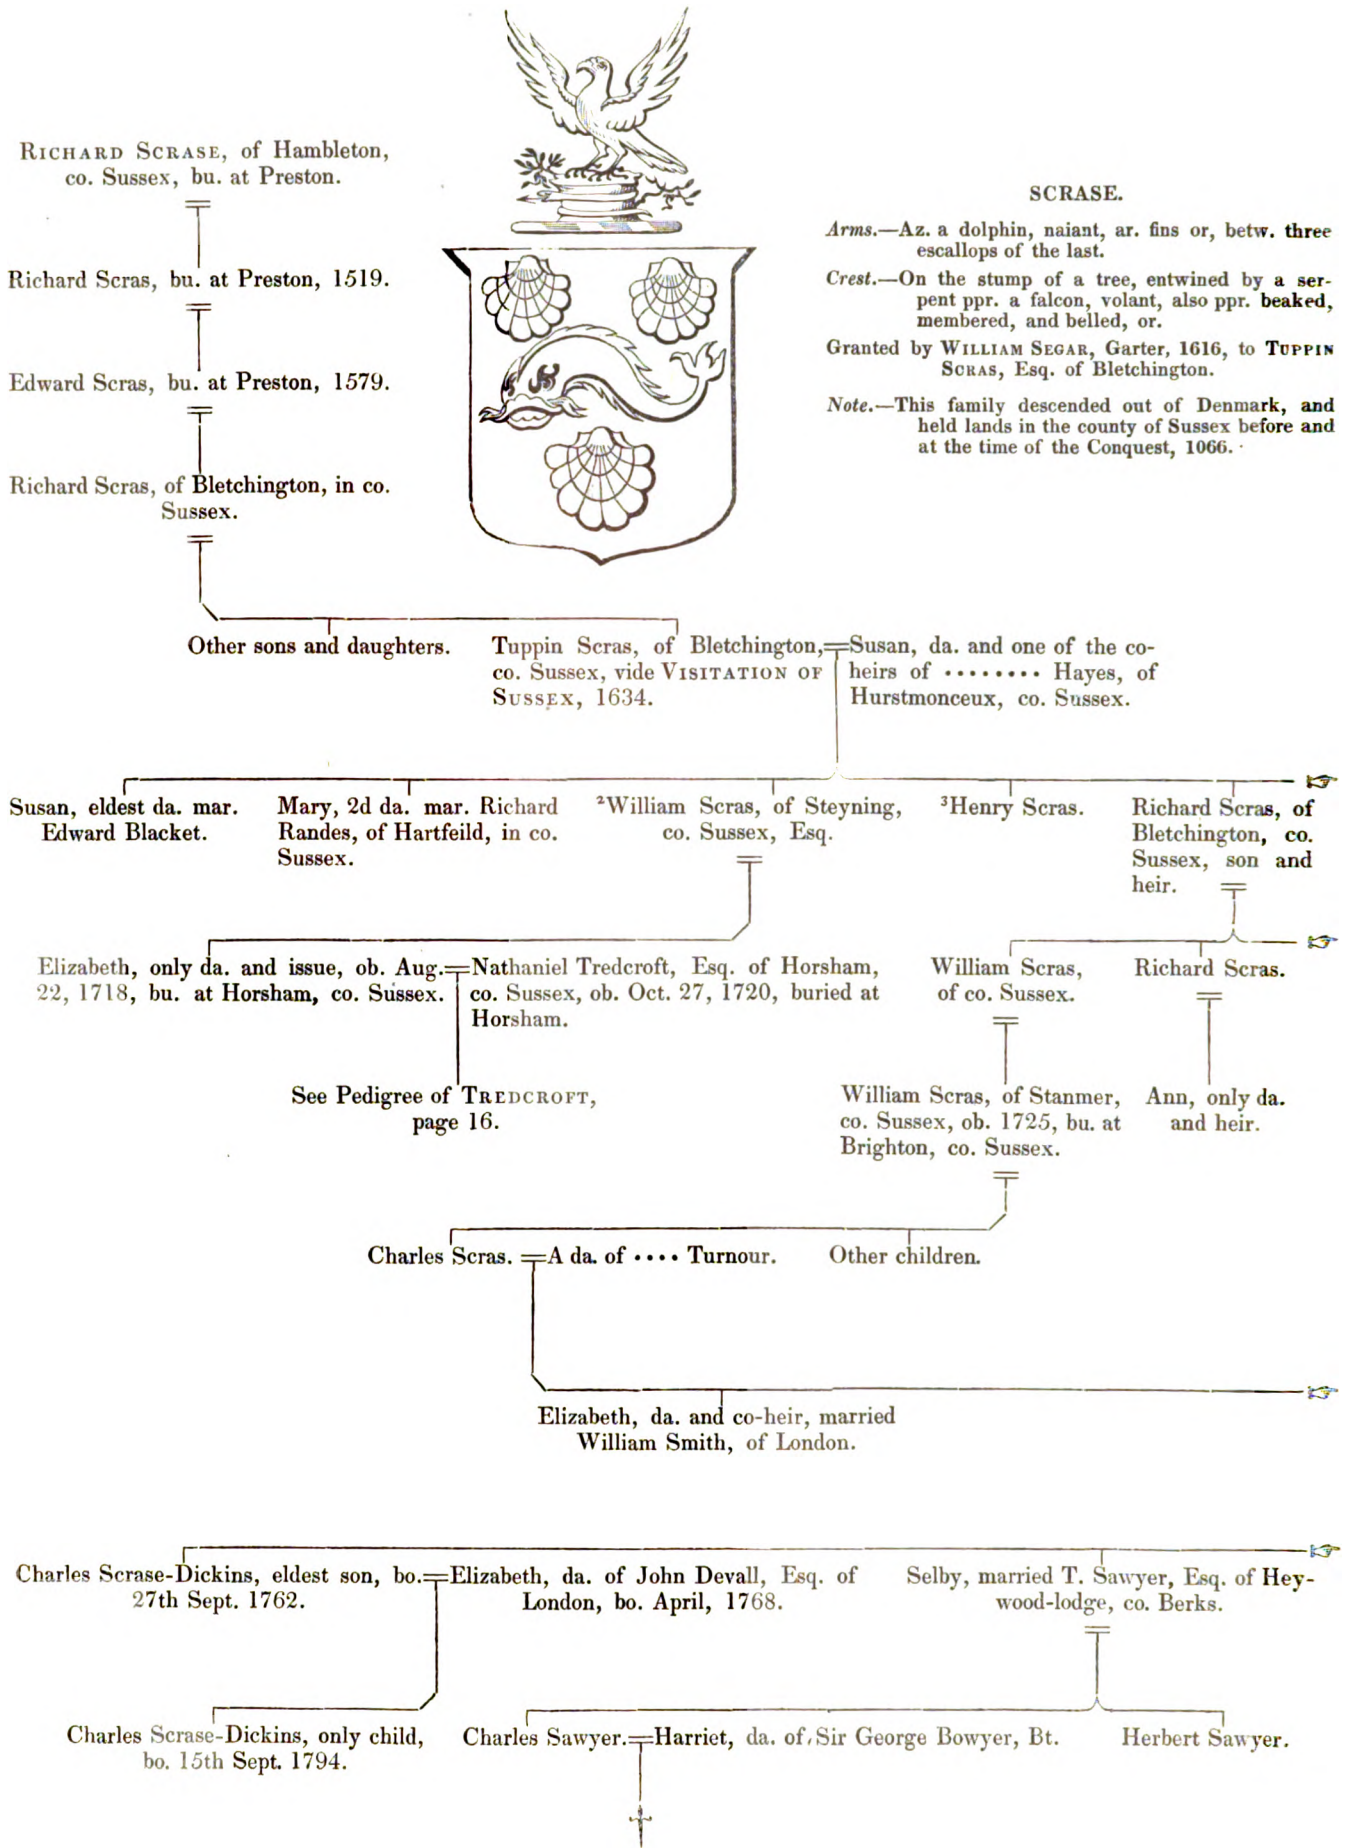 RICHARD SCRASE, of Hambleton,
co. Sussex, bu. at Preston.
Richard Scras, bu. at Preston, 1519.
Edward Scras, bu. at Preston, 1579.
Richard Scras, of Bletchington, in co.
Sussex.
SCRASE.
Arms.—Az. a dolphin, naiant, ar. fins or, betw. three
escallops of the last.
Crest.—On the stump of a tree, entwined by a ser-
pent ppr. a falcon, volant, also ppr. beaked,
membered, and belled, or.
Granted by WILLIAM SEGAR, Garter, 1616, to TUPPIN
SCRAS, Esq. of Bletchington.
Note.—This family descended out of Denmark, and
held lands in the county of Sussex before and
at the time of the Conquest, 1066.
Other sons and daughters.
Tuppin Scras, of Bletchington,
co. Sussex, vide VISITATION OF
SUSSEX, 1634.
Susan, da. and one of the co-
heirs of ········ Hayes, of
Hurstmonceux, co. Sussex.
Susan, eldest da. mar.
Edward Blacket.
Mary, 2d da. mar. Richard
Randes, of Hartfeild, in co.
Sussex.
²William Scras, of Steyning,
co. Sussex, Esq.
³Henry Scras.
Richard Scras, of
Bletchington, co.
Sussex, son and
heir.
Elizabeth, only da. and issue, ob. Aug.
22, 1718, bu. at Horsham, co. Sussex.
Nathaniel Tredcroft, Esq. of Horsham,
co. Sussex, ob. Oct. 27, 1720, buried at
Horsham.
William Scras,
of co. Sussex.
Richard Scras.
See Pedigree of TREDCROFT,
page 16.
William Scras, of Stanmer,
co. Sussex, ob. 1725, bu. at
Brighton, co. Sussex.
Ann, only da.
and heir.
Charles Scras.
A da. of ···· Turnour.
Other children.
Elizabeth, da. and co-heir, married
William Smith, of London.
Charles Scrase-Dickins, eldest son, bo.
27th Sept. 1762.
Elizabeth, da. of John Devall, Esq. of
London, bo. April, 1768.
Selby, married T. Sawyer, Esq. of Hey-
wood-lodge, co. Berks.
Charles Scrase-Dickins, only child,
bo. 15th Sept. 1794.
Charles Sawyer.
Harriet, da. of Sir George Bowyer, Bt.
Herbert Sawyer.